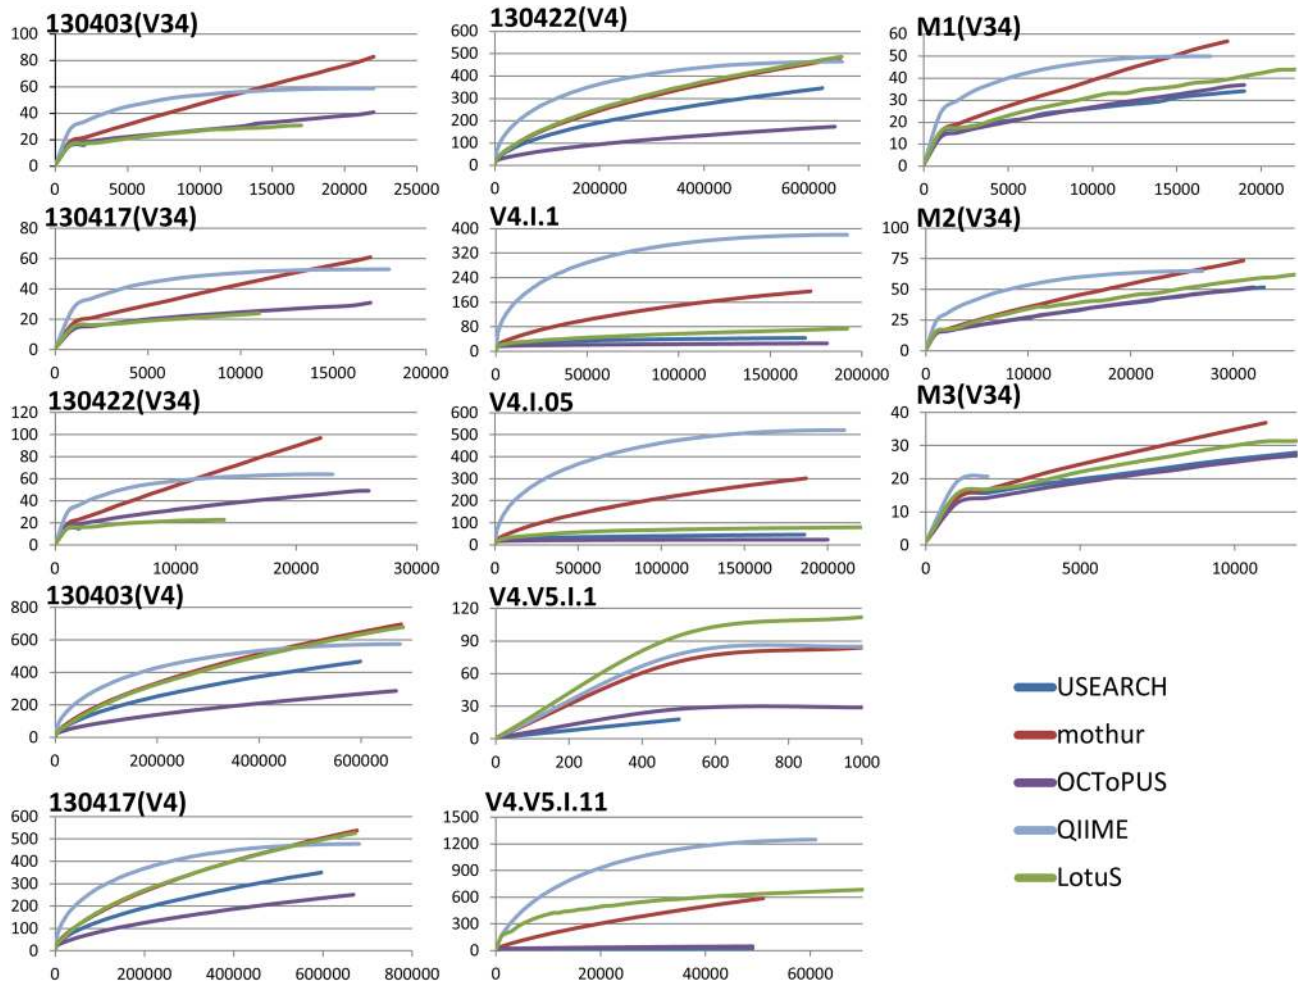 130403(V34)
100
80
60
40
20
0
0 5000 10000 15000 20000 25000
130417(V34)
80
60
40
20
0
0 5000 10000 15000 20000
130422(V34)
120
100
80
60
40
20
0
0 10000 20000 30000
130403(V4)
800
600
400
200
0
0 200000 400000 600000
130417(V4)
600
500
400
300
200
100
0
0 200000 400000 600000 800000
130422(V4)
600
500
400
300
200
100
0
0 200000 400000 600000
V4.I.1
400
320
240
160
80
0
0 50000 100000 150000 200000
V4.I.05
600
500
400
300
200
100
0
0 50000 100000 150000 200000
V4.V5.I.1
120
90
60
30
0
0 200 400 600 800 1000
V4.V5.I.11
1500
1200
900
600
300
0
0 20000 40000 60000
M1(V34)
60
50
40
30
20
10
0
0 5000 10000 15000 20000
M2(V34)
100
75
50
25
0
0 10000 20000 30000
M3(V34)
40
30
20
10
0
0 5000 10000
USEARCH
mothur
OCToPUS
QIIME
LotuS